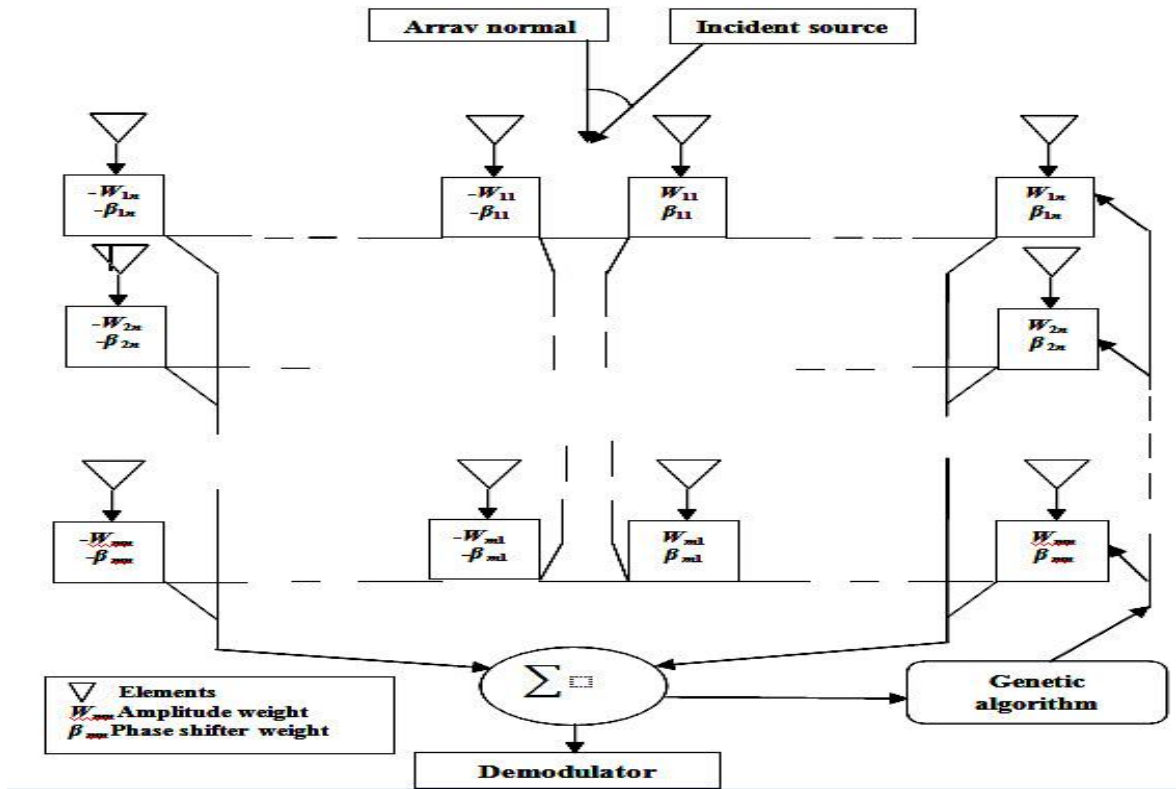 Arrav normal
Incident source
-W1n
-β1n
-W11
-β11
W11
β11
W1n
β1n
-W2n
-β2n
W2n
β2n
-Wmn
-βmn
-Wm1
-βm1
Wm1
βm1
Wmn
βmn
∑
Genetic
algorithm
Elements
Wmn Amplitude weight
βmn Phase shifter weight
Demodulator